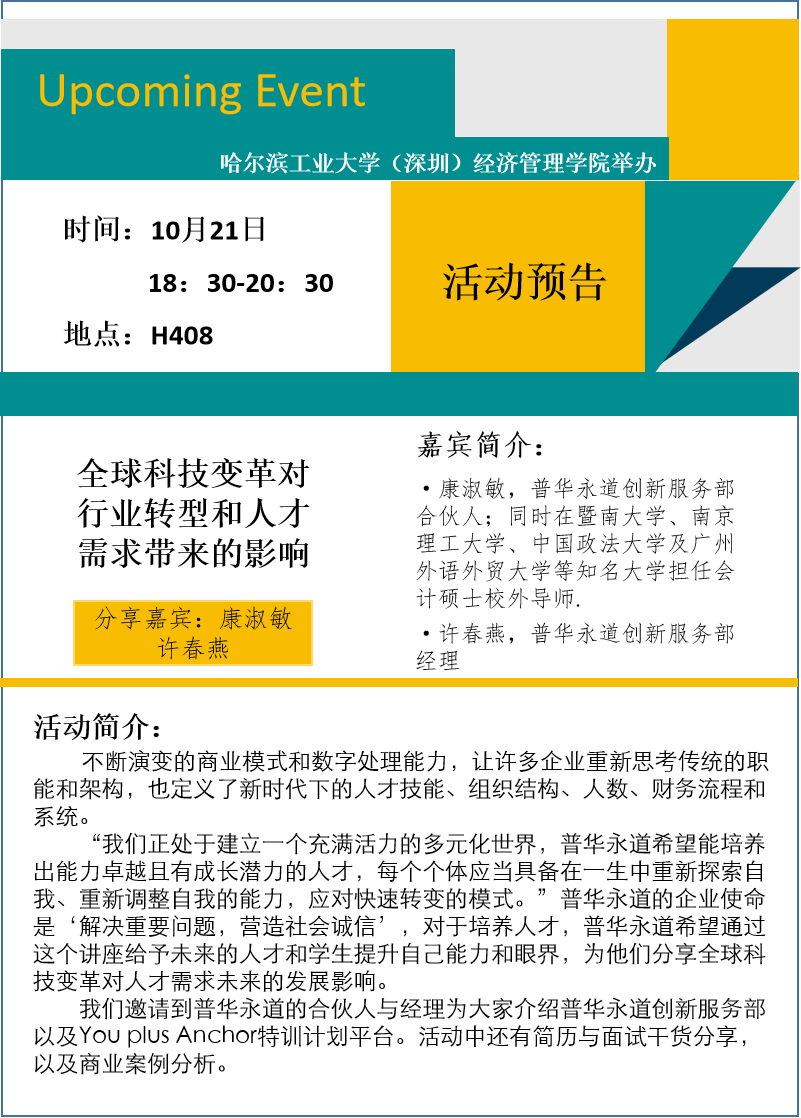 Upcoming Event
哈尔滨工业大学（深圳）经济管理学院举办
时间：10月21日
18：30-20：30
地点：H408
活动预告
全球科技变革对
行业转型和人才
需求带来的影响
分享嘉宾：康淑敏
许春燕
嘉宾简介：
·康淑敏，普华永道创新服务部
合伙人；同时在暨南大学、南京
理工大学、中国政法大学及广州
外语外贸大学等知名大学担任会
计硕士校外导师.
·许春燕，普华永道创新服务部
经理
活动简介：
不断演变的商业模式和数字处理能力，让许多企业重新思考传统的职
能和架构，也定义了新时代下的人才技能、组织结构、人数、财务流程和
系统。
“我们正处于建立一个充满活力的多元化世界，普华永道希望能培养
出能力卓越且有成长潜力的人才，每个个体应当具备在一生中重新探索自
我、重新调整自我的能力，应对快速转变的模式。”普华永道的企业使命
是‘解决重要问题，营造社会诚信’，对于培养人才，普华永道希望通过
这个讲座给予未来的人才和学生提升自己能力和眼界，为他们分享全球科
技变革对人才需求未来的发展影响。
我们邀请到普华永道的合伙人与经理为大家介绍普华永道创新服务部
以及You plus Anchor特训计划平台。活动中还有简历与面试干货分享，
以及商业案例分析。